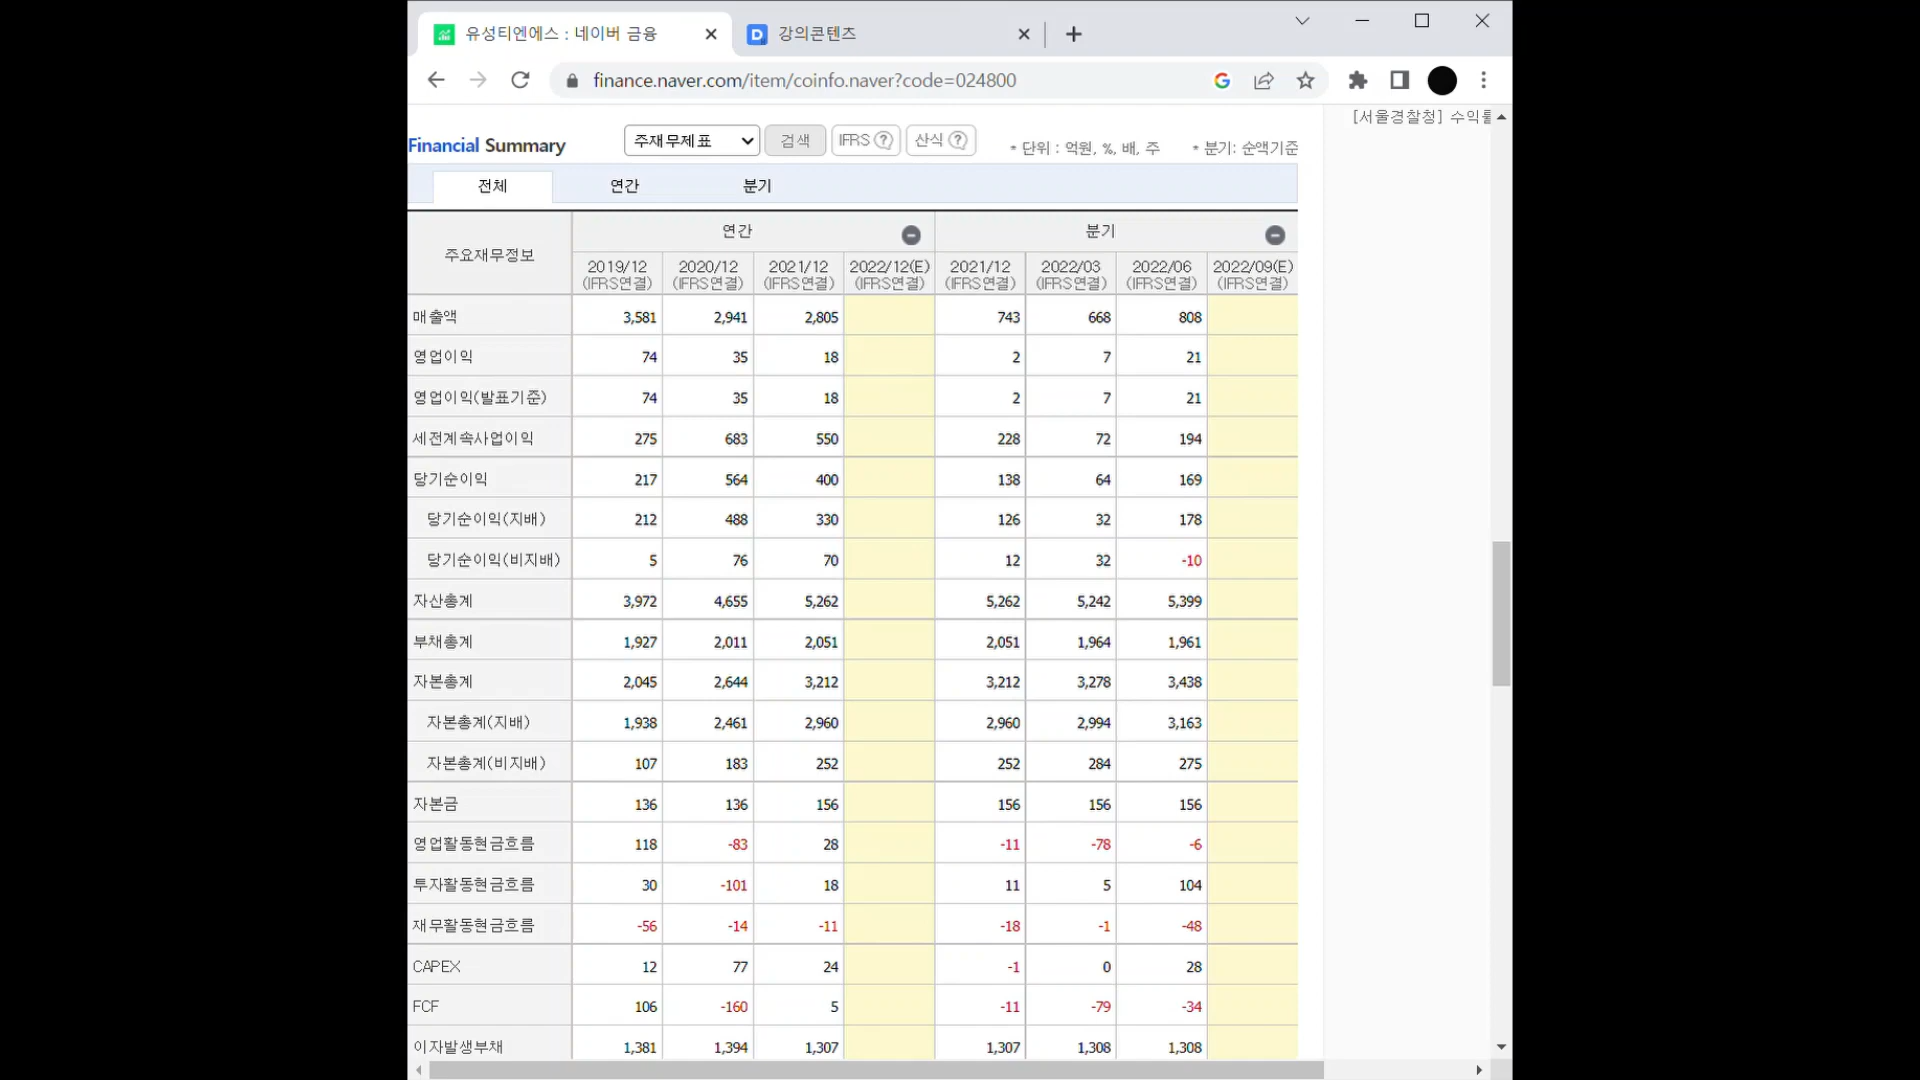 유성티엔에스 : 네이버 금융
강의콘텐츠
finance.naver.com/item/coinfo.naver?code=024800
[서울경찰청] 수익률
Financial Summary
주재무제표
검색
IFRS ?
산식 ?
* 단위 : 억원, %, 배, 주
* 분기: 순액기준
전체 연간 분기
주요재무정보 연간 분기
2019/12 2020/12 2021/12 2022/12(E) 2021/12 2022/03 2022/06 2022/09(E)
(IFRS연결) (IFRS연결) (IFRS연결) (IFRS연결) (IFRS연결) (IFRS연결) (IFRS연결) (IFRS연결)
매출액 3,581 2,941 2,805 743 668 808
영업이익 74 35 18 2 7 21
영업이익(발표기준) 74 35 18 2 7 21
세전계속사업이익 275 683 550 228 72 194
당기순이익 217 564 400 138 64 169
당기순이익(지배) 212 488 330 126 32 178
당기순이익(비지배) 5 76 70 12 32 -10
자산총계 3,972 4,655 5,262 5,262 5,242 5,399
부채총계 1,927 2,011 2,051 2,051 1,964 1,961
자본총계 2,045 2,644 3,212 3,212 3,278 3,438
자본총계(지배) 1,938 2,461 2,960 2,960 2,994 3,163
자본총계(비지배) 107 183 252 252 284 275
자본금 136 136 156 156 156 156
영업활동현금흐름 118 -83 28 -11 -78 -6
투자활동현금흐름 30 -101 18 11 5 104
재무활동현금흐름 -56 -14 -11 -18 -1 -48
CAPEX 12 77 24 -1 0 28
FCF 106 -160 5 -11 -79 -34
이자발생부채 1,381 1,394 1,307 1,307 1,308 1,308